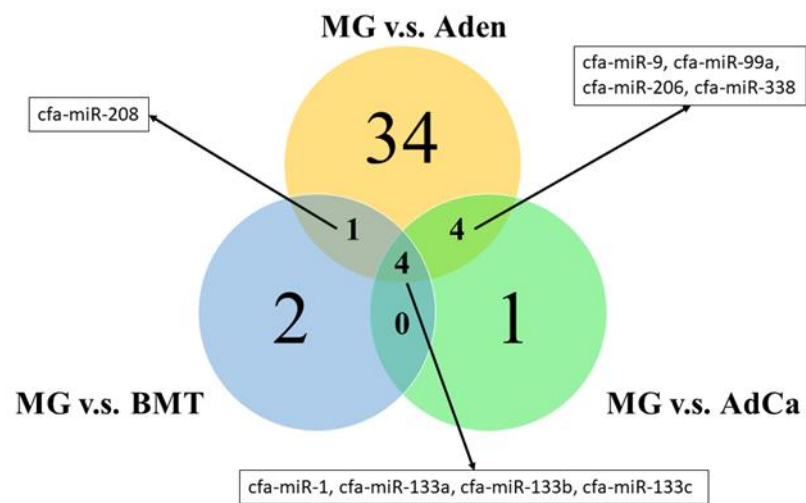 MG v.s. Aden
cfa-miR-9, cfa-miR-99a,
cfa-miR-206, cfa-miR-338
cfa-miR-208
34
1
4
4
2
0
1
MG v.s. BMT
MG v.s. AdCa
cfa-miR-1, cfa-miR-133a, cfa-miR-133b, cfa-miR-133c